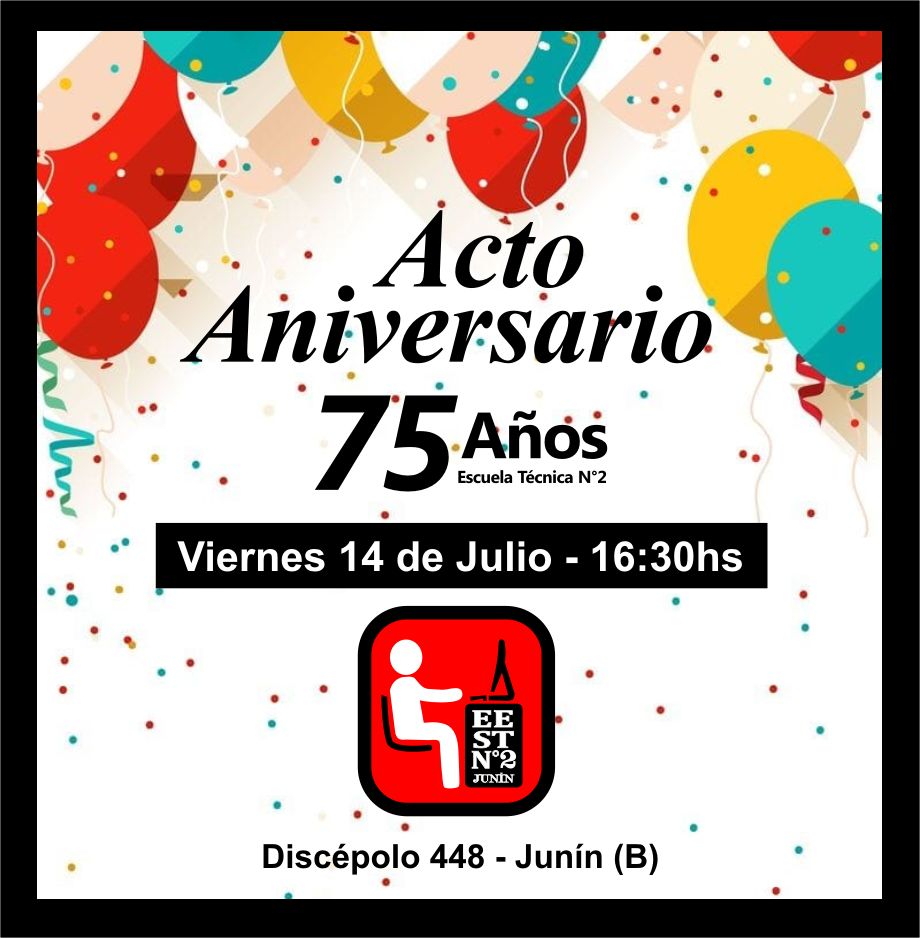 Acto
Aniversario
75 Años
Escuela Técnica N°2
Viernes 14 de Julio - 16:30hs
EE
ST
N°2
JUNÍN
Discépolo 448 - Junín (B)